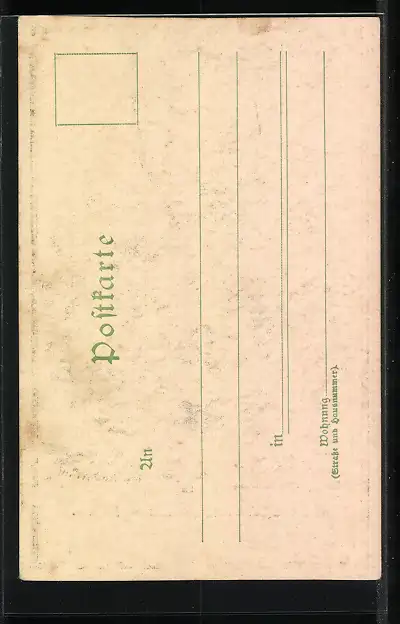 Postkarte
An
in
Wohnung
(Straße und Hausnummer).